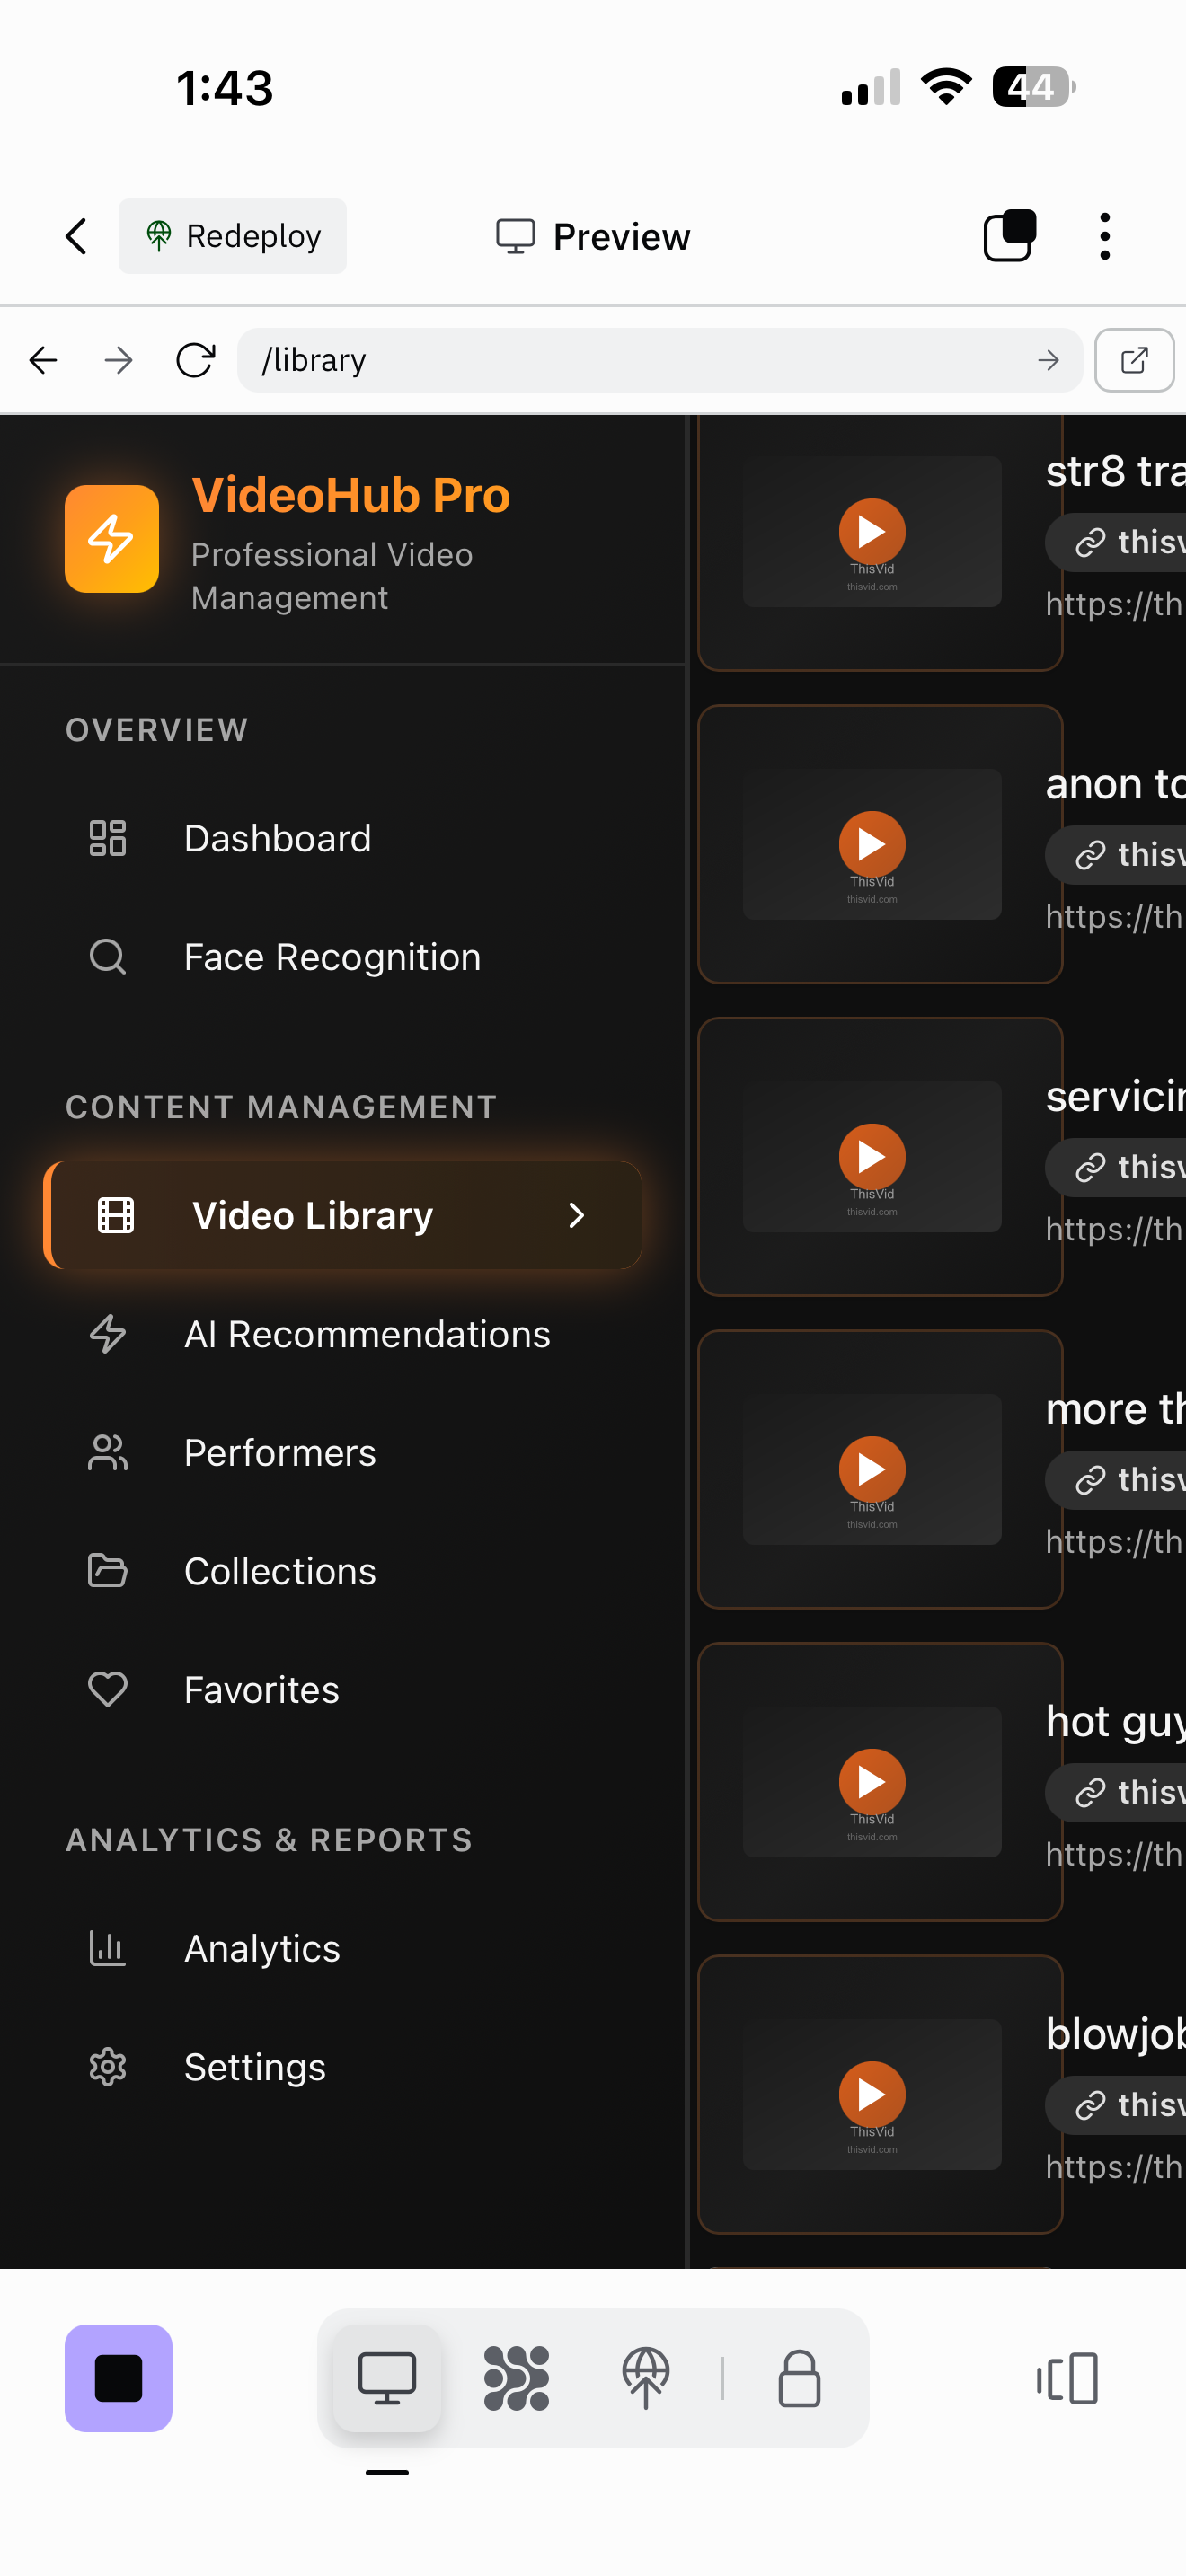 1:43
44
Redeploy
Preview
/library
VideoHub Pro
Professional Video
Management
OVERVIEW
Dashboard
Face Recognition
CONTENT MANAGEMENT
Video Library
AI Recommendations
Performers
Collections
Favorites
ANALYTICS & REPORTS
Analytics
Settings
ThisVid
thisvid.com
str8 tra
thisv
https://th
ThisVid
thisvid.com
anon to
thisv
https://th
ThisVid
thisvid.com
servicin
thisv
https://th
ThisVid
thisvid.com
more th
thisv
https://th
ThisVid
thisvid.com
hot guy
thisv
https://th
ThisVid
thisvid.com
blowjob
thisv
https://th